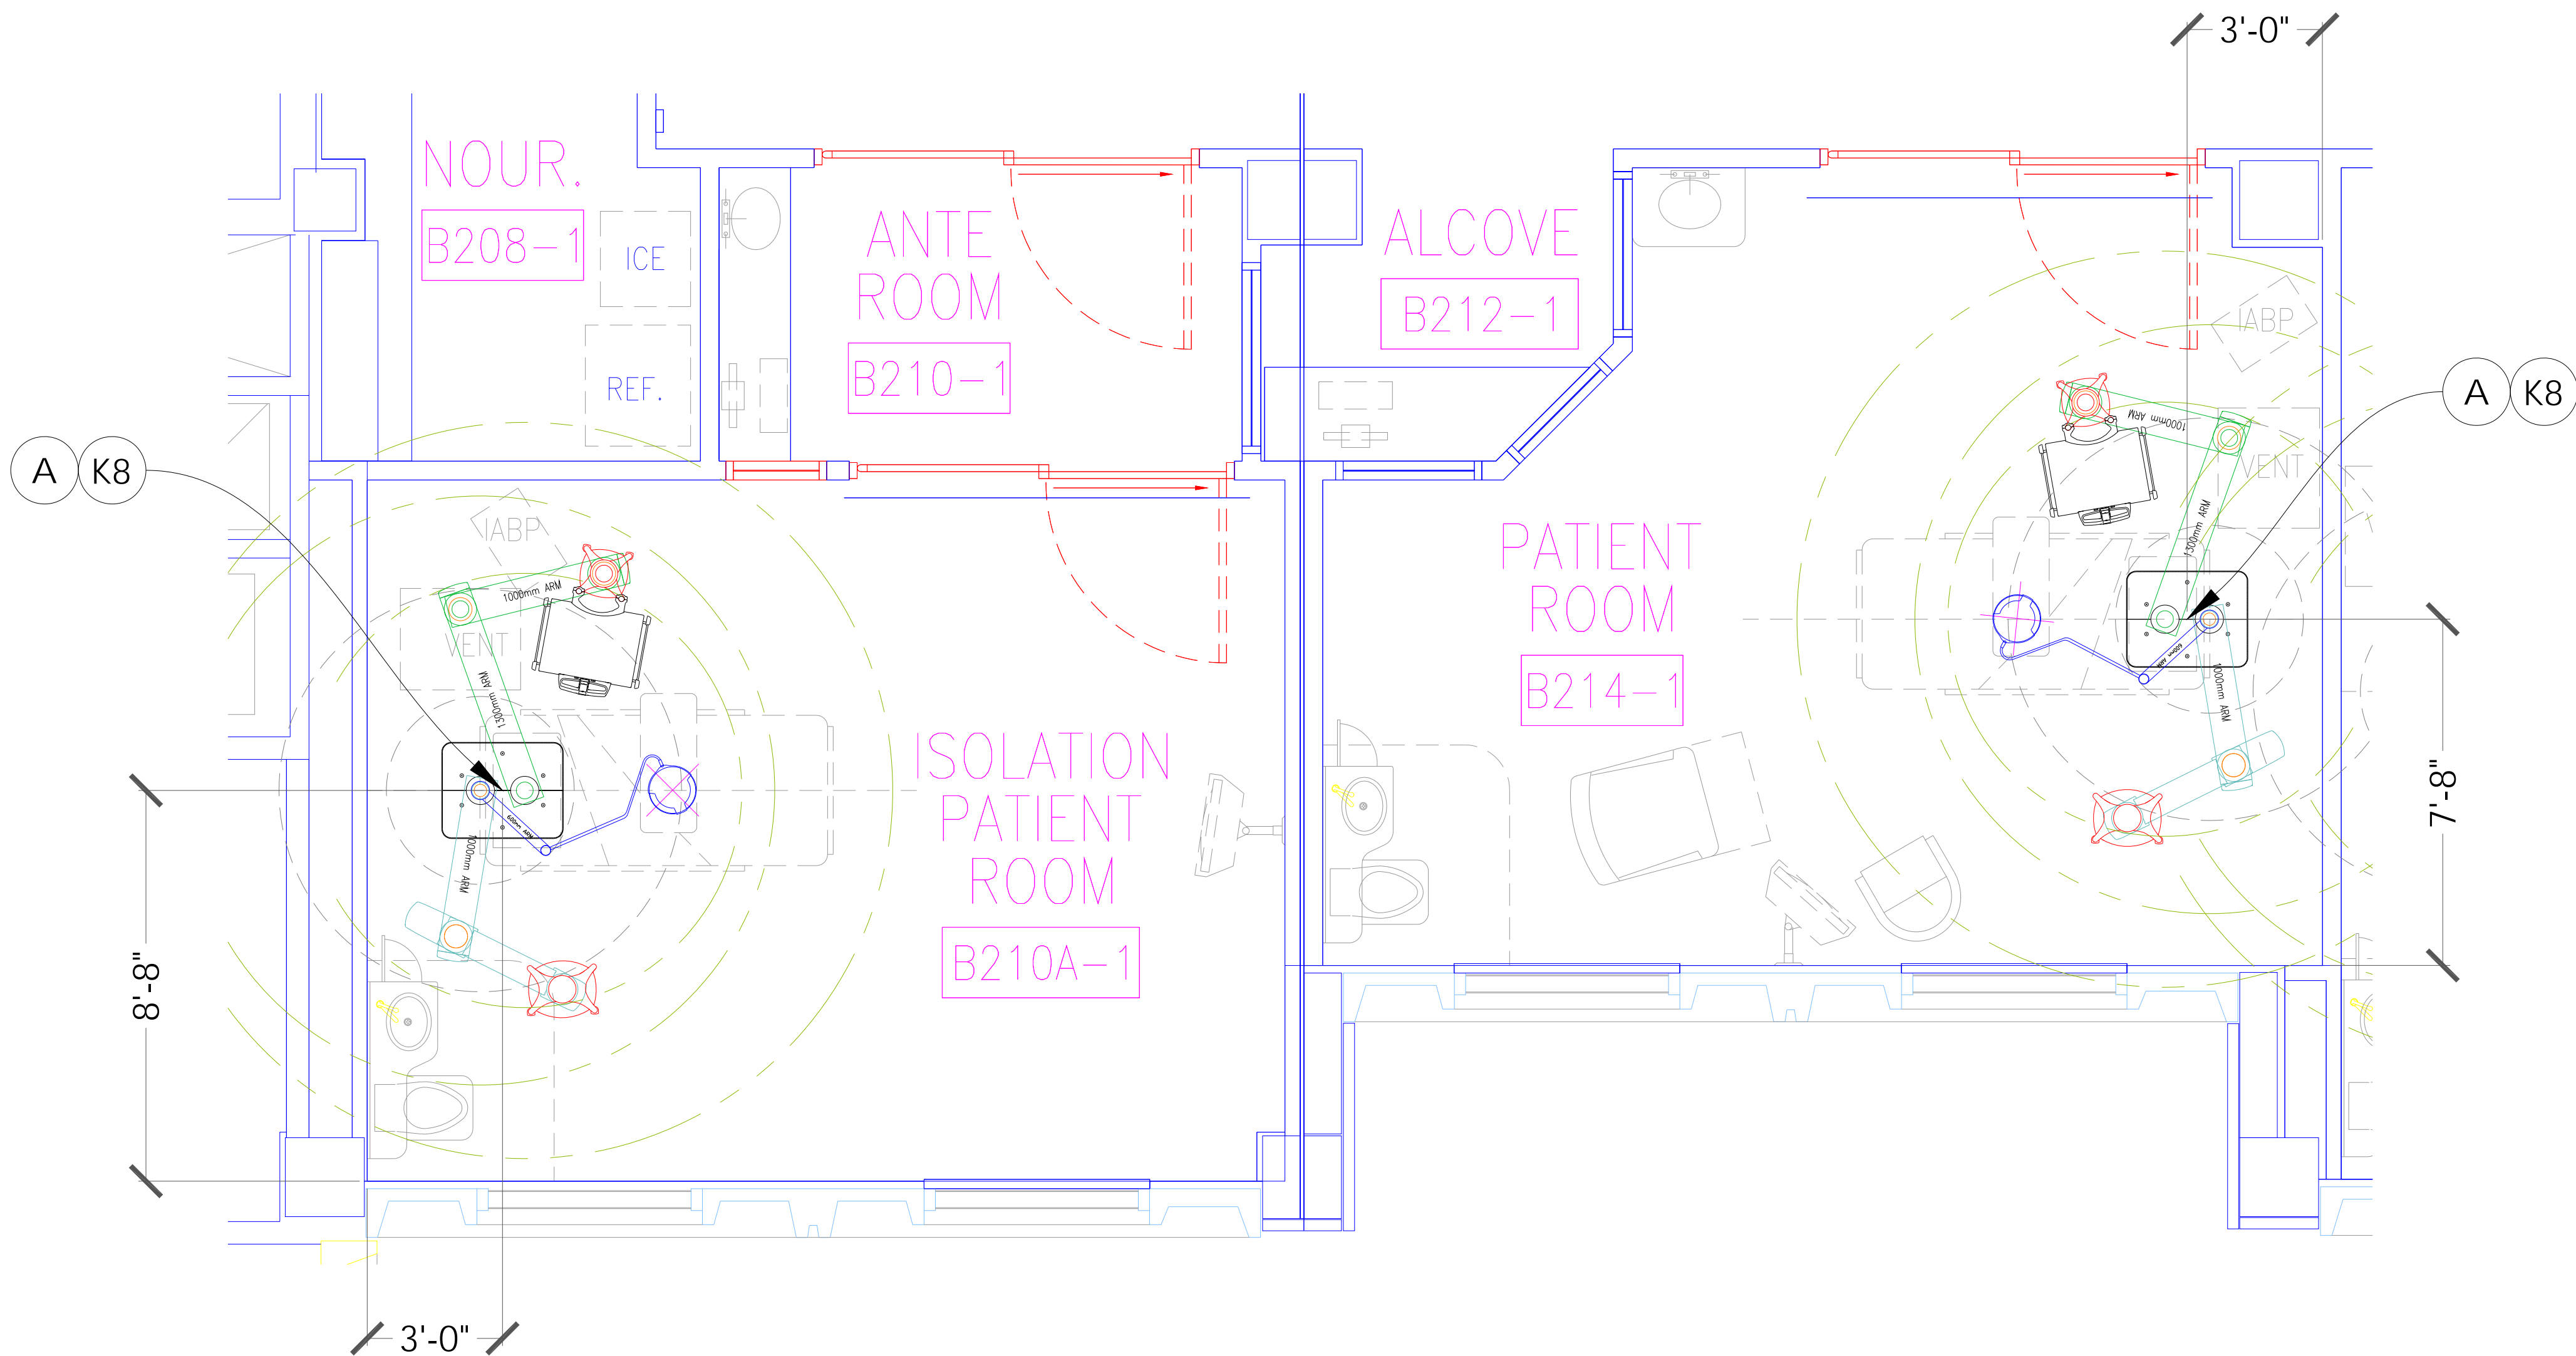 3'-0"
NOUR.
B208-1
ICE
REF.
ANTE
ROOM
B210-1
ALCOVE
B212-1
IABP
VENT
1000mm ARM
1300mm ARM
600mm ARM
1000mm ARM
A K8
PATIENT
ROOM
B214-1
7'-8"
A K8
IABP
VENT
1000mm ARM
1300mm ARM
600mm ARM
1000mm ARM
ISOLATION
PATIENT
ROOM
B210A-1
8'-8"
3'-0"